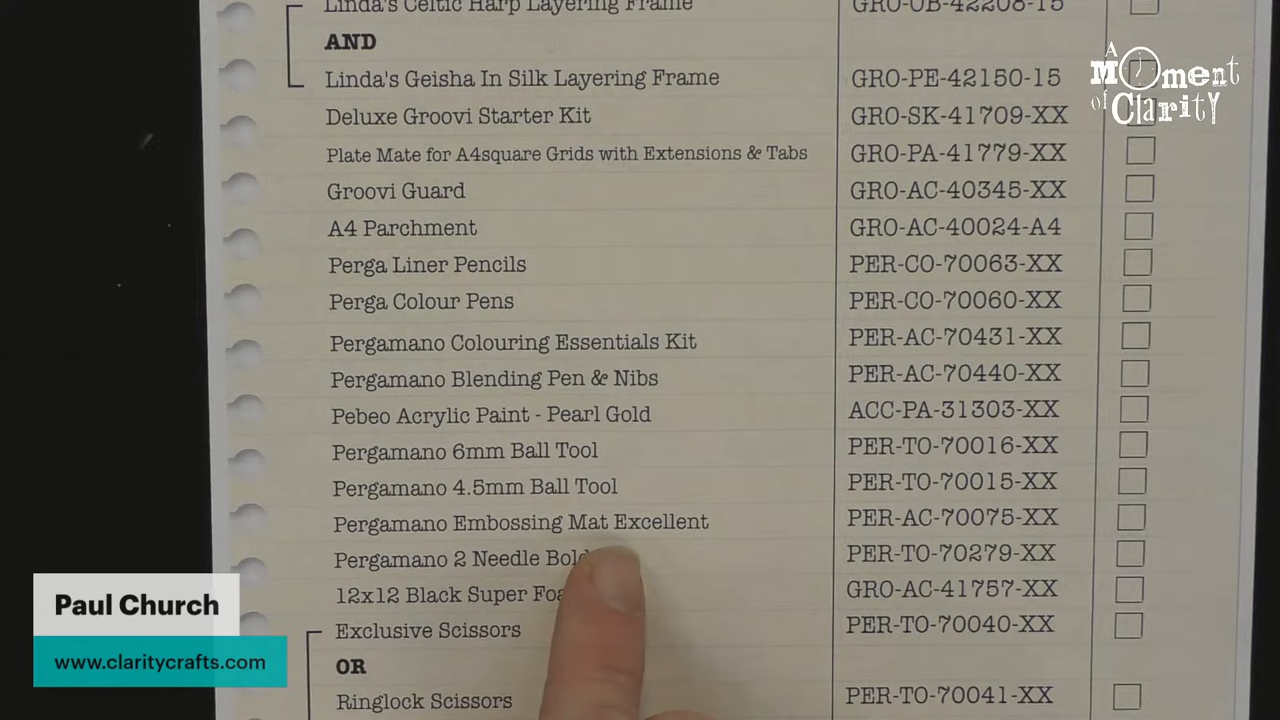 Linda's Celtic Harp Layering Frame GRO-OB-42208-15
AND
Linda's Geisha In Silk Layering Frame GRO-PE-42150-15
Deluxe Groovi Starter Kit GRO-SK-41709-XX
Plate Mate for A4square Grids with Extensions & Tabs GRO-PA-41779-XX
Groovi Guard GRO-AC-40345-XX
A4 Parchment GRO-AC-40024-A4
Perga Liner Pencils PER-CO-70063-XX
Perga Colour Pens PER-CO-70060-XX
Pergamano Colouring Essentials Kit PER-AC-70431-XX
Pergamano Blending Pen & Nibs PER-AC-70440-XX
Pebeo Acrylic Paint - Pearl Gold ACC-PA-31303-XX
Pergamano 6mm Ball Tool PER-TO-70016-XX
Pergamano 4.5mm Ball Tool PER-TO-70015-XX
Pergamano Embossing Mat Excellent PER-AC-70075-XX
Pergamano 2 Needle Bold PER-TO-70279-XX
12x12 Black Super Foa GRO-AC-41757-XX
Exclusive Scissors PER-TO-70040-XX
OR
Ringlock Scissors PER-TO-70041-XX
A Moment of Clarity
Paul Church
www.claritycrafts.com